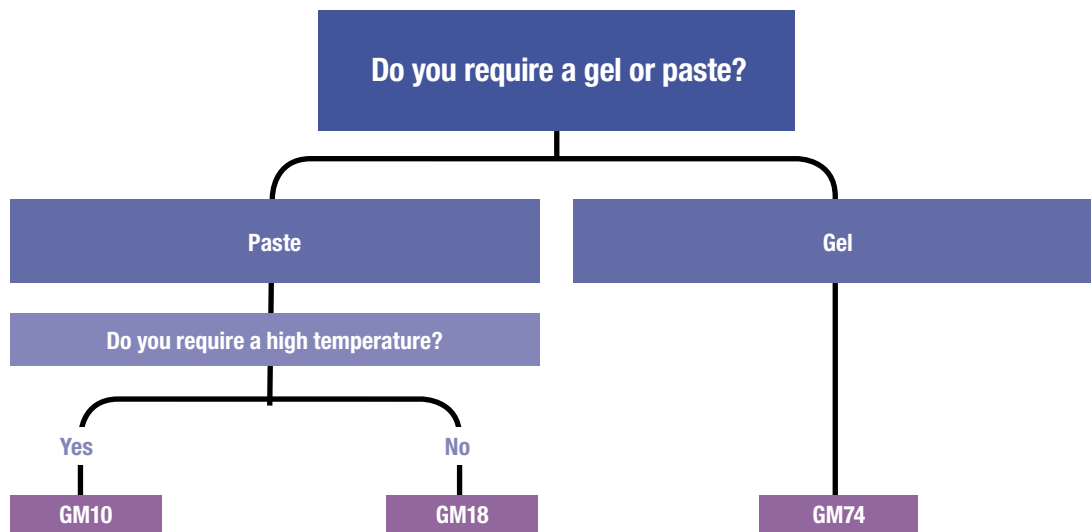 Do you require a gel or paste?
Paste
Gel
Do you require a high temperature?
Yes
No
GM10
GM18
GM74